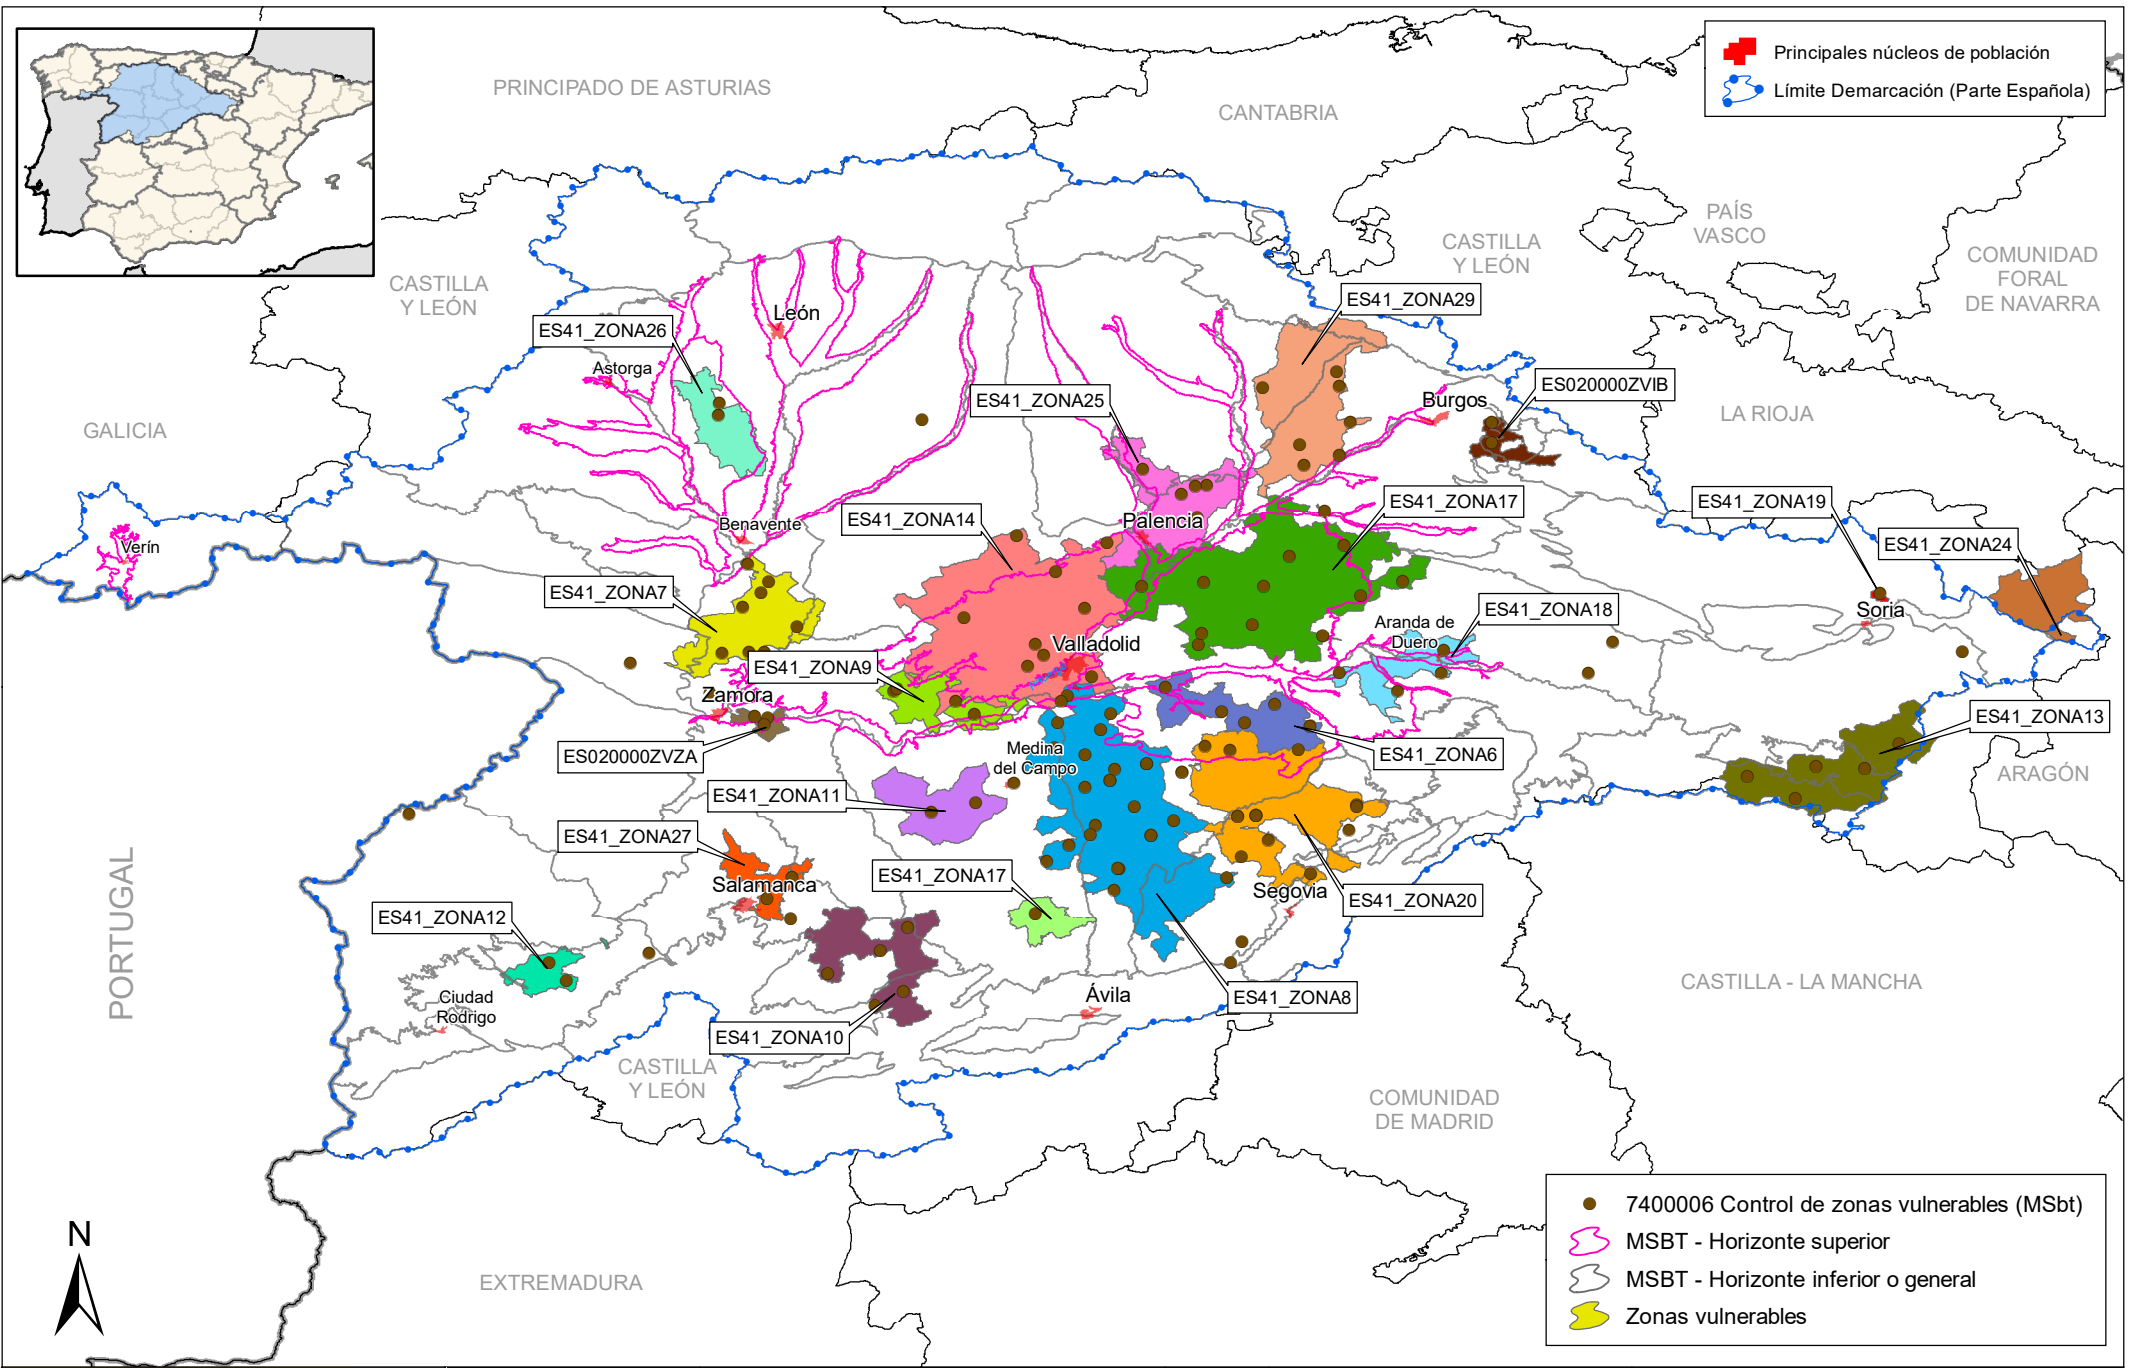 Principales núcleos de población
Límite Demarcación (Parte Española)
PRINCIPADO DE ASTURIAS
CANTABRIA
PAÍS
VASCO
CASTILLA
Y LEÓN
COMUNIDAD
FORAL
DE NAVARRA
CASTILLA
Y LEÓN
ES41_ZONA29
León
ES41_ZONA26
Astorga
ES020000ZVIB
ES41_ZONA25
Burgos
LA RIOJA
GALICIA
ES41_ZONA17
ES41_ZONA19
ES41_ZONA14
Palencia
Benavente
Verín
ES41_ZONA24
ES41_ZONA7
Soria
ES41_ZONA18
Aranda de
Duero
Valladolid
ES41_ZONA9
Zamora
ES41_ZONA13
Medina
del Campo
ES020000ZVZA
ES41_ZONA6
ARAGÓN
ES41_ZONA11
ES41_ZONA27
Salamanca
ES41_ZONA17
Segovia
ES41_ZONA20
PORTUGAL
ES41_ZONA12
CASTILLA - LA MANCHA
Ciudad
Rodrigo
Ávila
ES41_ZONA8
ES41_ZONA10
CASTILLA
Y LEÓN
COMUNIDAD
DE MADRID
N
EXTREMADURA
7400006 Control de zonas vulnerables (MSbt)
MSBT - Horizonte superior
MSBT - Horizonte inferior o general
Zonas vulnerables